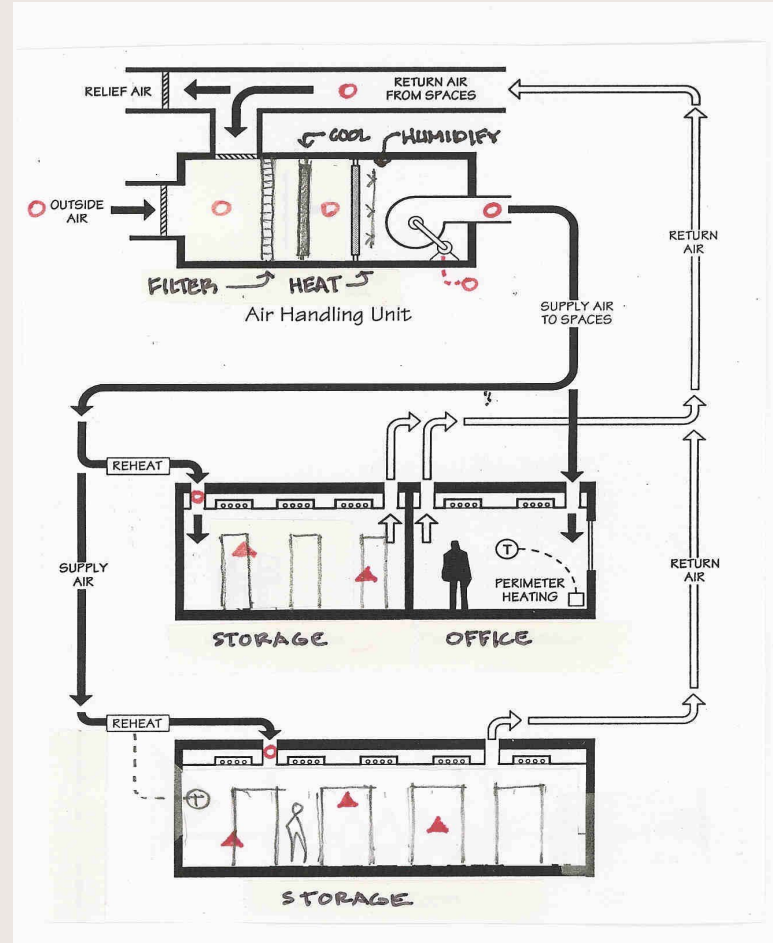 RELIEF AIR
RETURN AIR
FROM SPACES
COOL
HUMIDIFY
OUTSIDE
AIR
FILTER
HEAT
Air Handling Unit
RETURN
AIR
SUPPLY AIR
TO SPACES
REHEAT
SUPPLY
AIR
T
PERIMETER
HEATING
RETURN
AIR
STORAGE
OFFICE
REHEAT
T
STORAGE